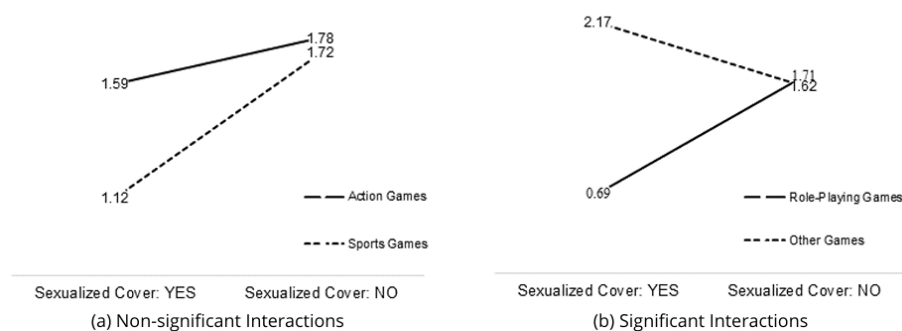 1.78
1.72
1.59
1.12
Action Games
Sports Games
Sexualized Cover: YES Sexualized Cover: NO
(a) Non-significant Interactions
2.17
1.71
1.62
0.69
Role-Playing Games
Other Games
Sexualized Cover: YES Sexualized Cover: NO
(b) Significant Interactions